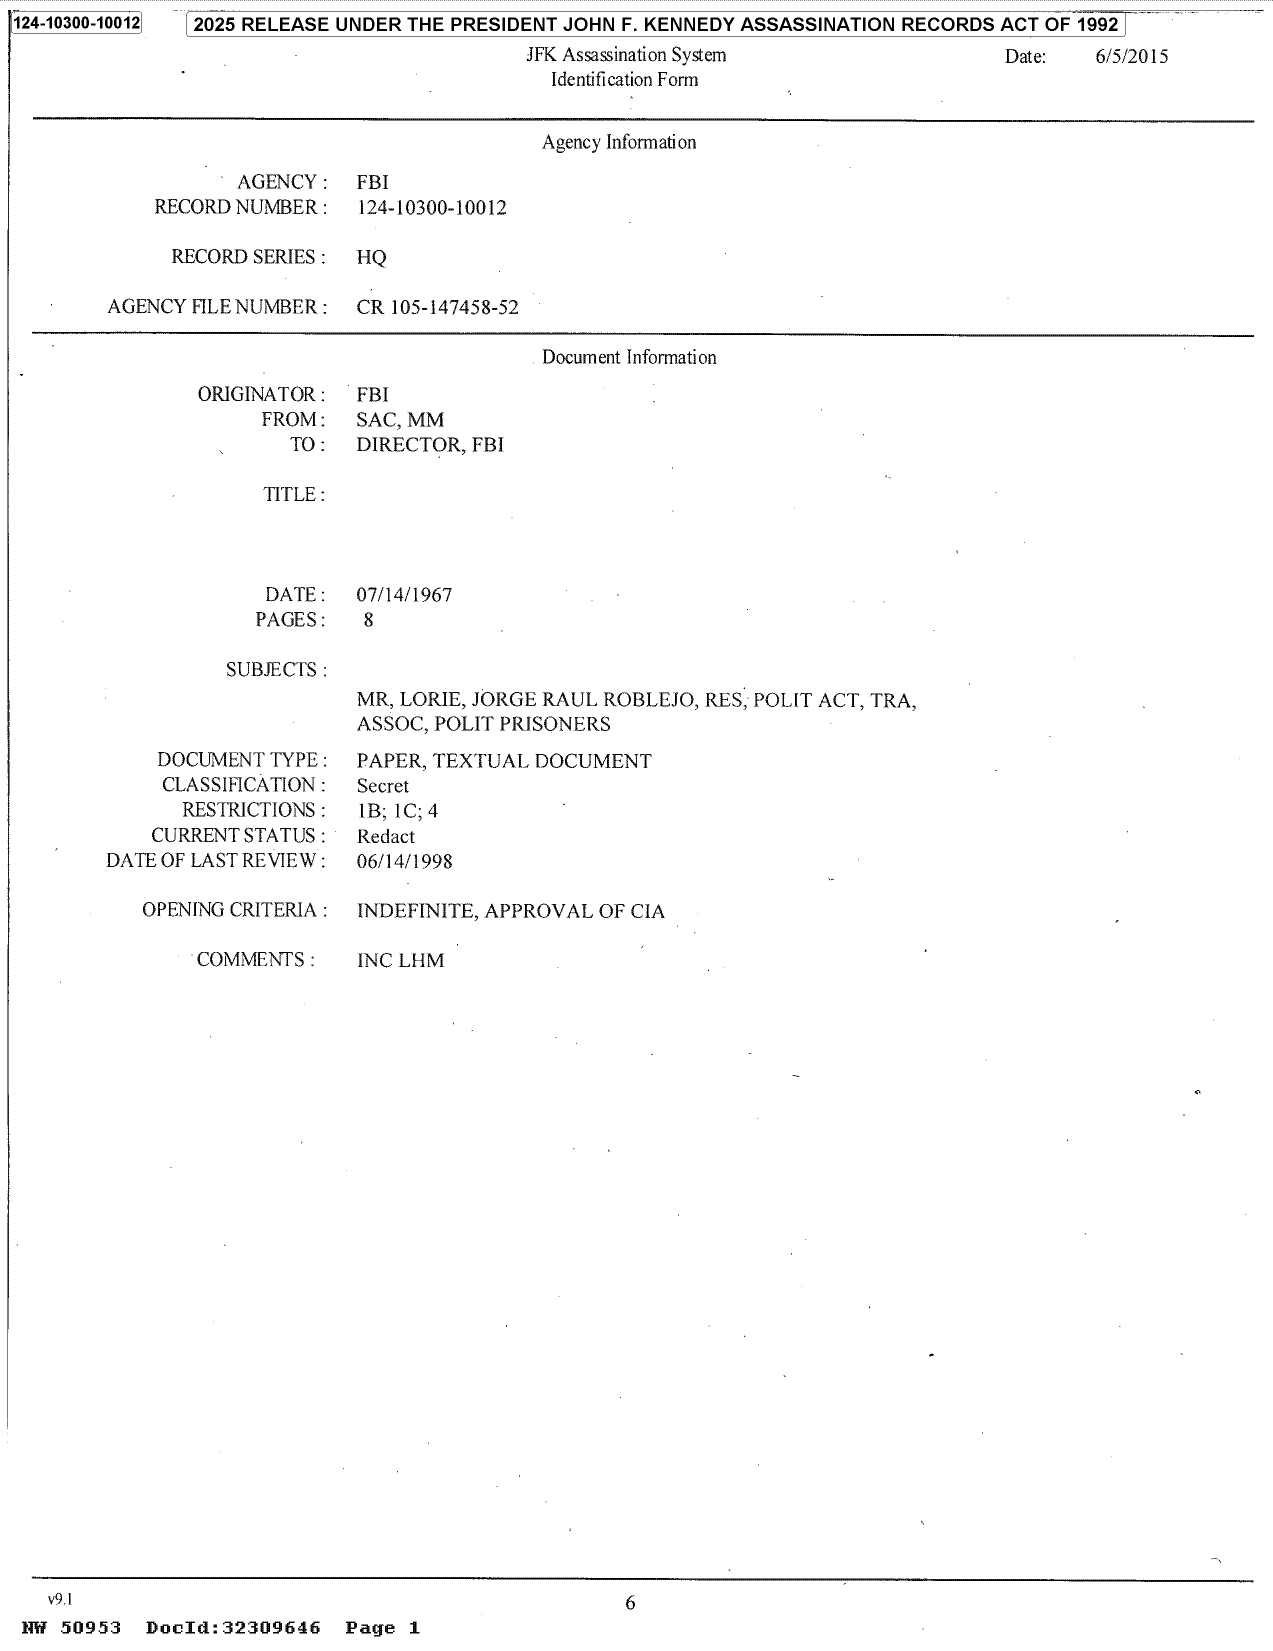 124-10300-10012 2025 RELEASE UNDER THE PRESIDENT JOHN F. KENNEDY ASSASSINATION RECORDS ACT OF 1992
JFK Assassination System Date: 6/5/2015
Identification Form
Agency Information
AGENCY : FBI
RECORD NUMBER : 124-10300-10012
RECORD SERIES : HQ
AGENCY FILE NUMBER : CR 105-147458-52
Document Information
ORIGINATOR : FBI
FROM : SAC, MM
TO : DIRECTOR, FBI
TITLE :
DATE : 07/14/1967
PAGES : 8
SUBJECTS :
MR, LORIE, JORGE RAUL ROBLEJO, RES, POLIT ACT, TRA,
ASSOC, POLIT PRISONERS
DOCUMENT TYPE : PAPER, TEXTUAL DOCUMENT
CLASSIFICATION : Secret
RESTRICTIONS : 1B; 1C; 4
CURRENT STATUS : Redact
DATE OF LAST REVIEW : 06/14/1998
OPENING CRITERIA : INDEFINITE, APPROVAL OF CIA
COMMENTS : INC LHM
v9.1 6
NW 50953 DocId:32309646 Page 1